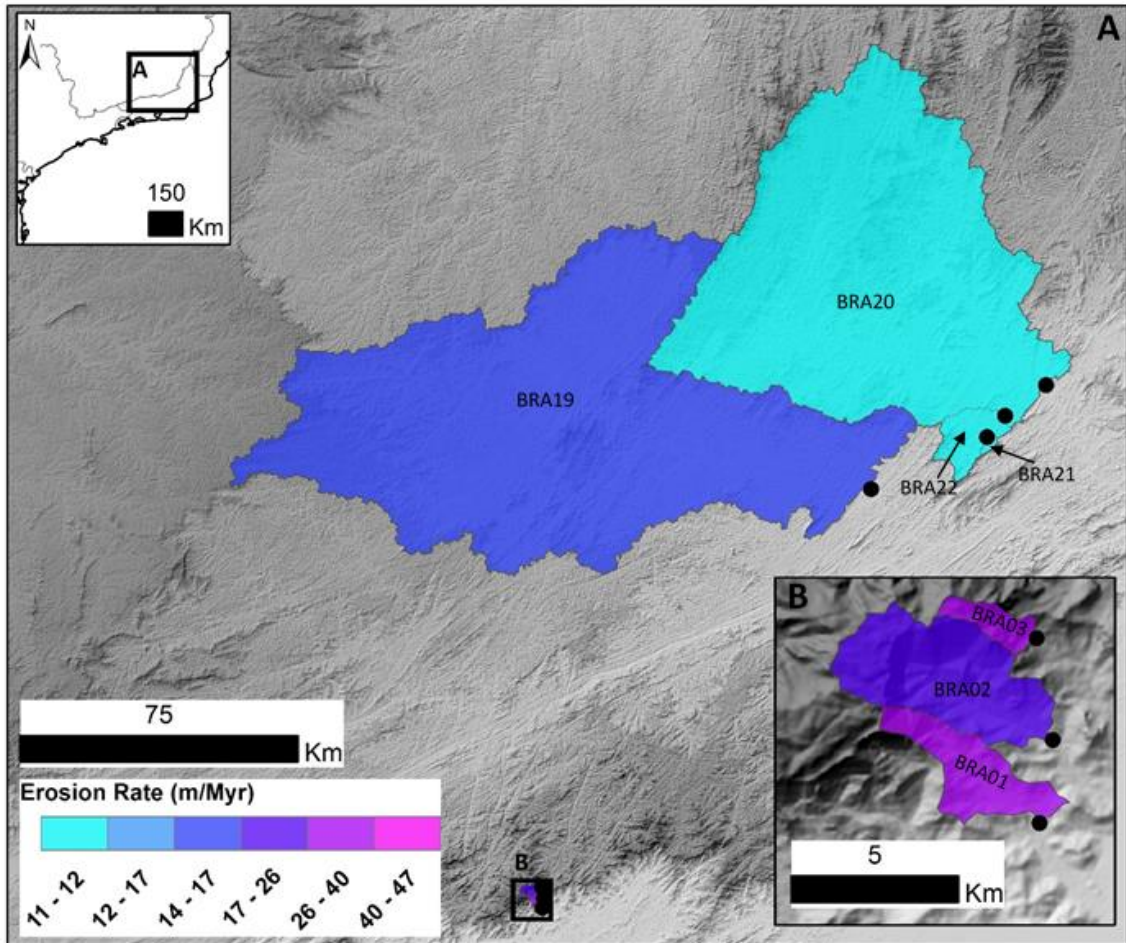 N
A
A
150
Km
BRA20
BRA19
BRA22
BRA21
B
BRA03
BRA02
BRA01
5
Km
75
Km
Erosion Rate (m/Myr)
11 - 12
12 - 17
14 - 17
17 - 26
26 - 40
40 - 47
B